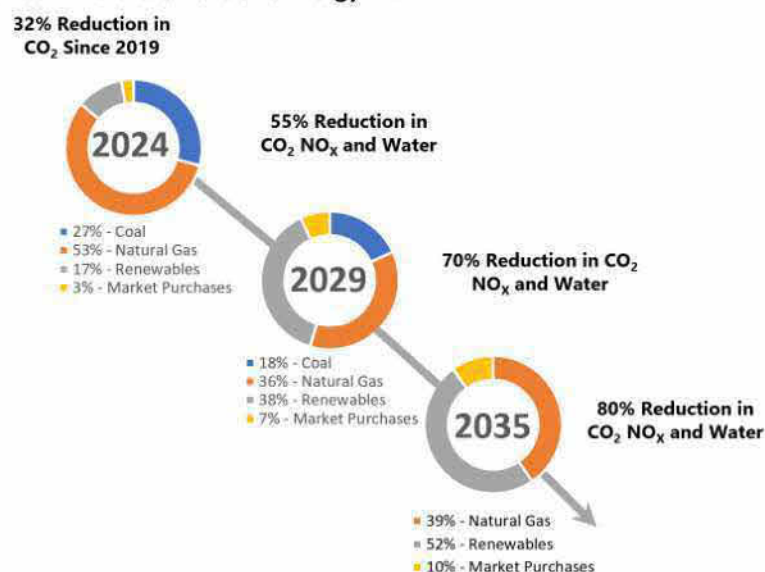 32% Reduction in
CO₂ Since 2019
2024
27% - Coal
53% - Natural Gas
17% - Renewables
3% - Market Purchases
55% Reduction in
CO₂ NOₓ and Water
2029
18% - Coal
36% - Natural Gas
38% - Renewables
7% - Market Purchases
70% Reduction in CO₂
NOₓ and Water
2035
39% - Natural Gas
52% - Renewables
10% - Market Purchases
80% Reduction in
CO₂ NOₓ and Water